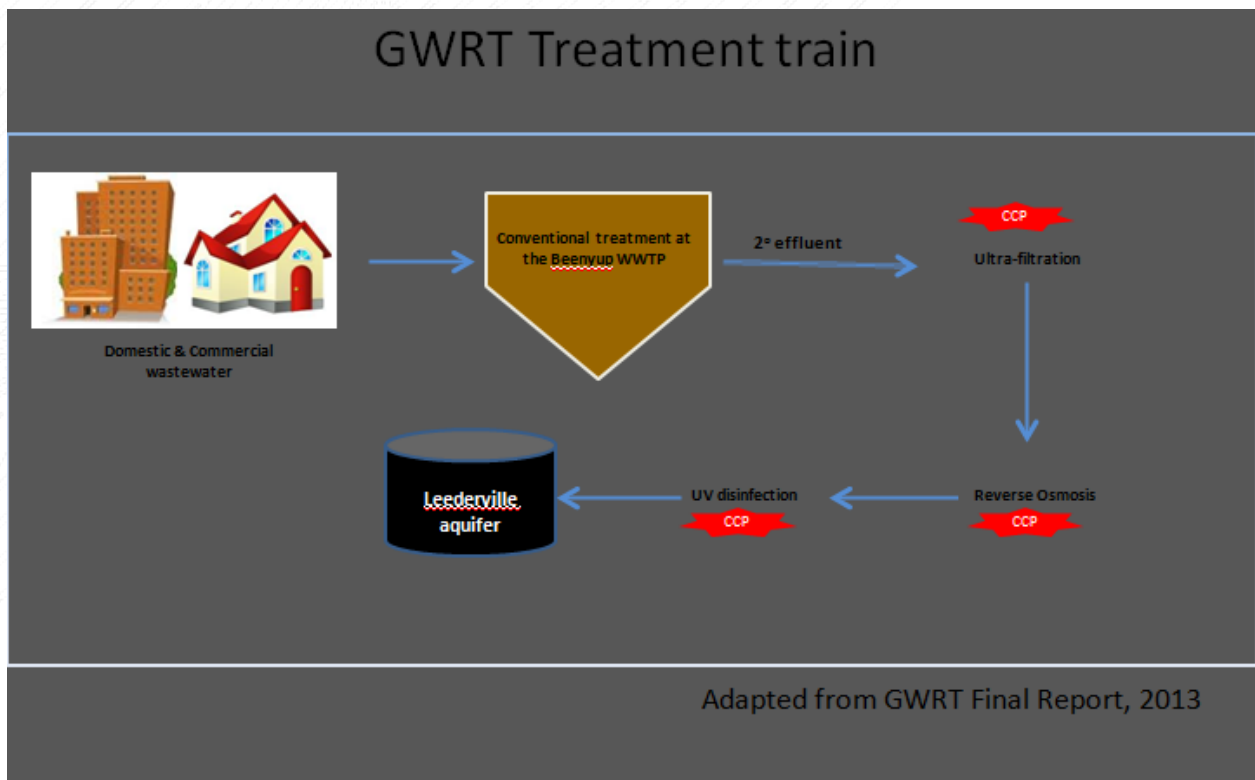 GWRT Treatment train
Domestic & Commercial
wastewater
Conventional treatment at
the Beenyup WWTP
2º effluent
CCP
Ultra-filtration
Reverse Osmosis
CCP
UV disinfection
CCP
Leederville
aquifer
Adapted from GWRT Final Report, 2013